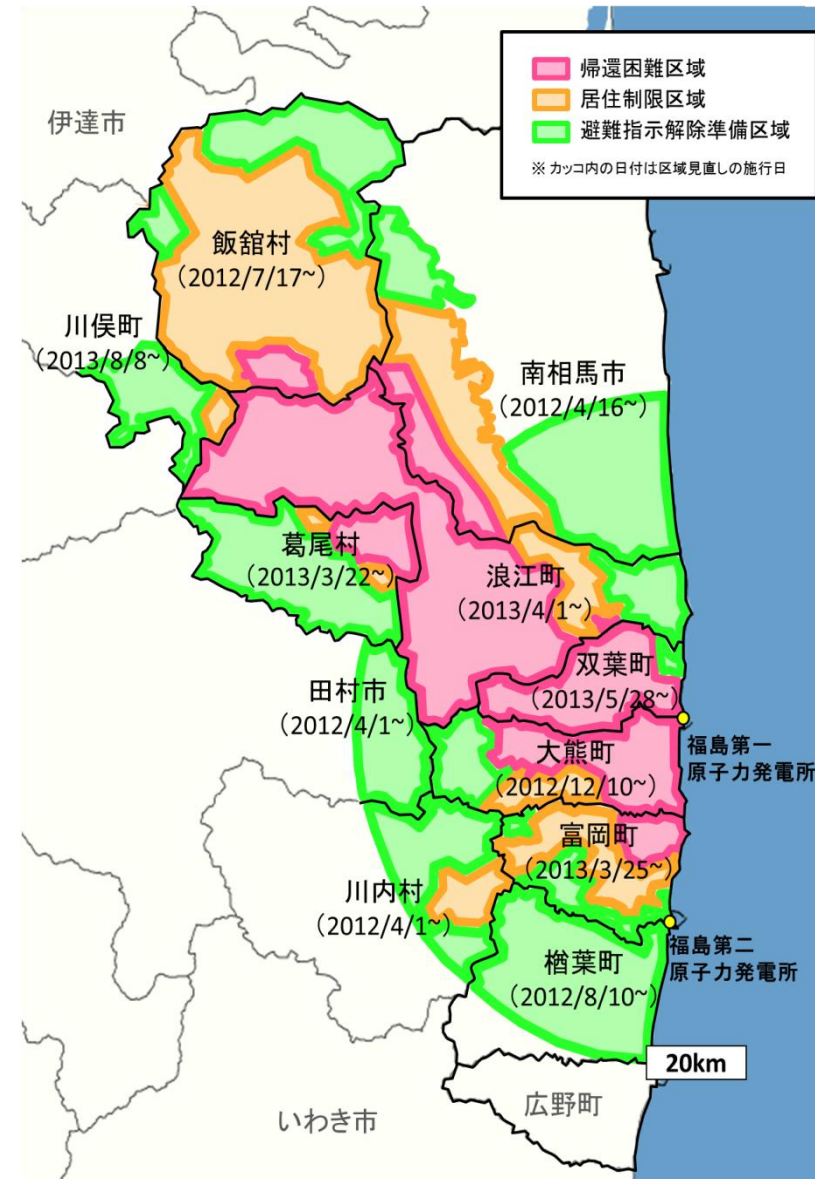 帰還困難区域
居住制限区域
避難指示解除準備区域
※ カッコ内の日付は区域見直しの施行日
伊達市
飯舘村
(2012/7/17~)
川俣町
(2013/8/8~)
南相馬市
(2012/4/16~)
葛尾村
(2013/3/22~)
浪江町
(2013/4/1~)
双葉町
(2013/5/28~)
田村市
(2012/4/1~)
福島第一
原子力発電所
大熊町
(2012/12/10~)
富岡町
(2013/3/25~)
川内村
(2012/4/1~)
福島第二
原子力発電所
楢葉町
(2012/8/10~)
20km
広野町
いわき市